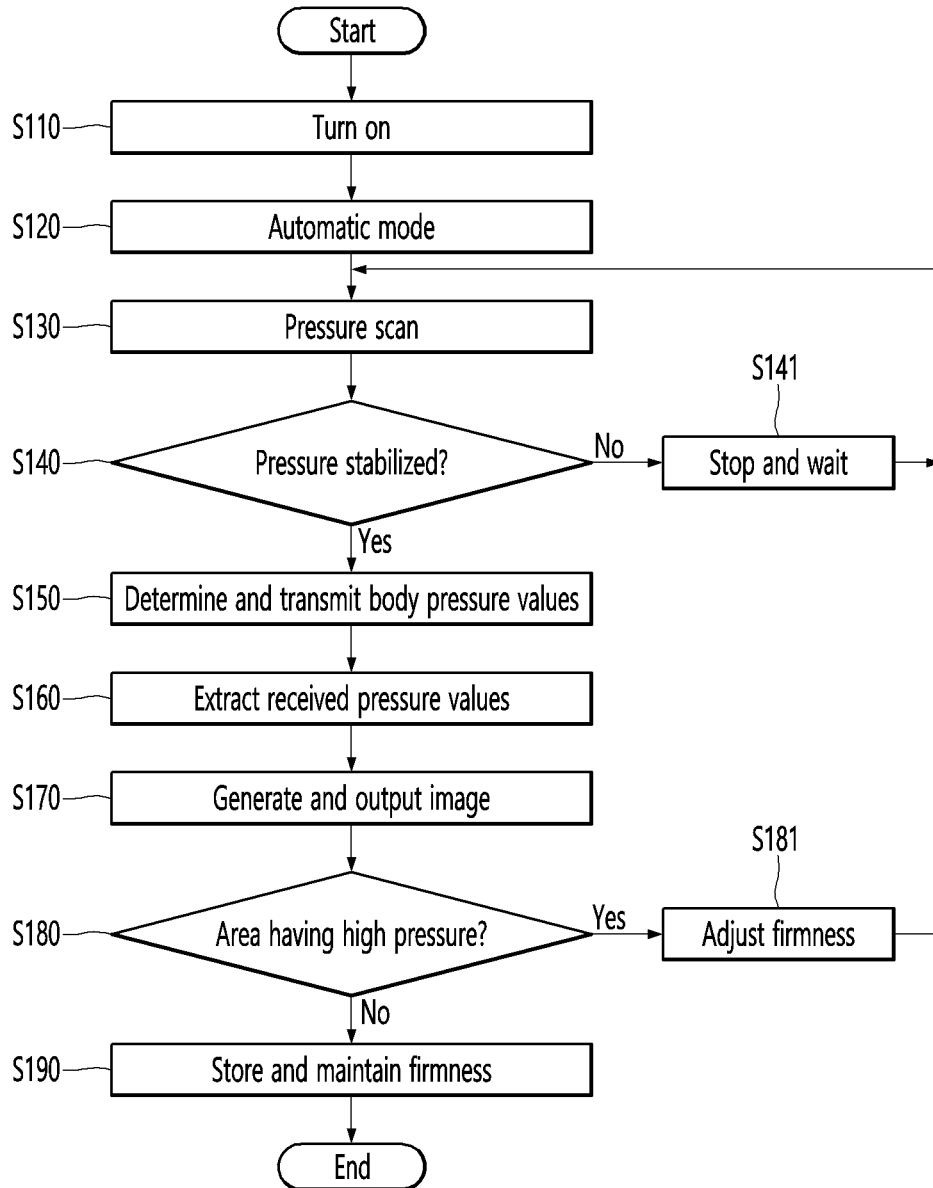 Start
S110
Turn on
S120
Automatic mode
S130
Pressure scan
S141
S140
Pressure stabilized?
No
Stop and wait
Yes
S150
Determine and transmit body pressure values
S160
Extract received pressure values
S170
Generate and output image
S181
S180
Area having high pressure?
Yes
Adjust firmness
No
S190
Store and maintain firmness
End